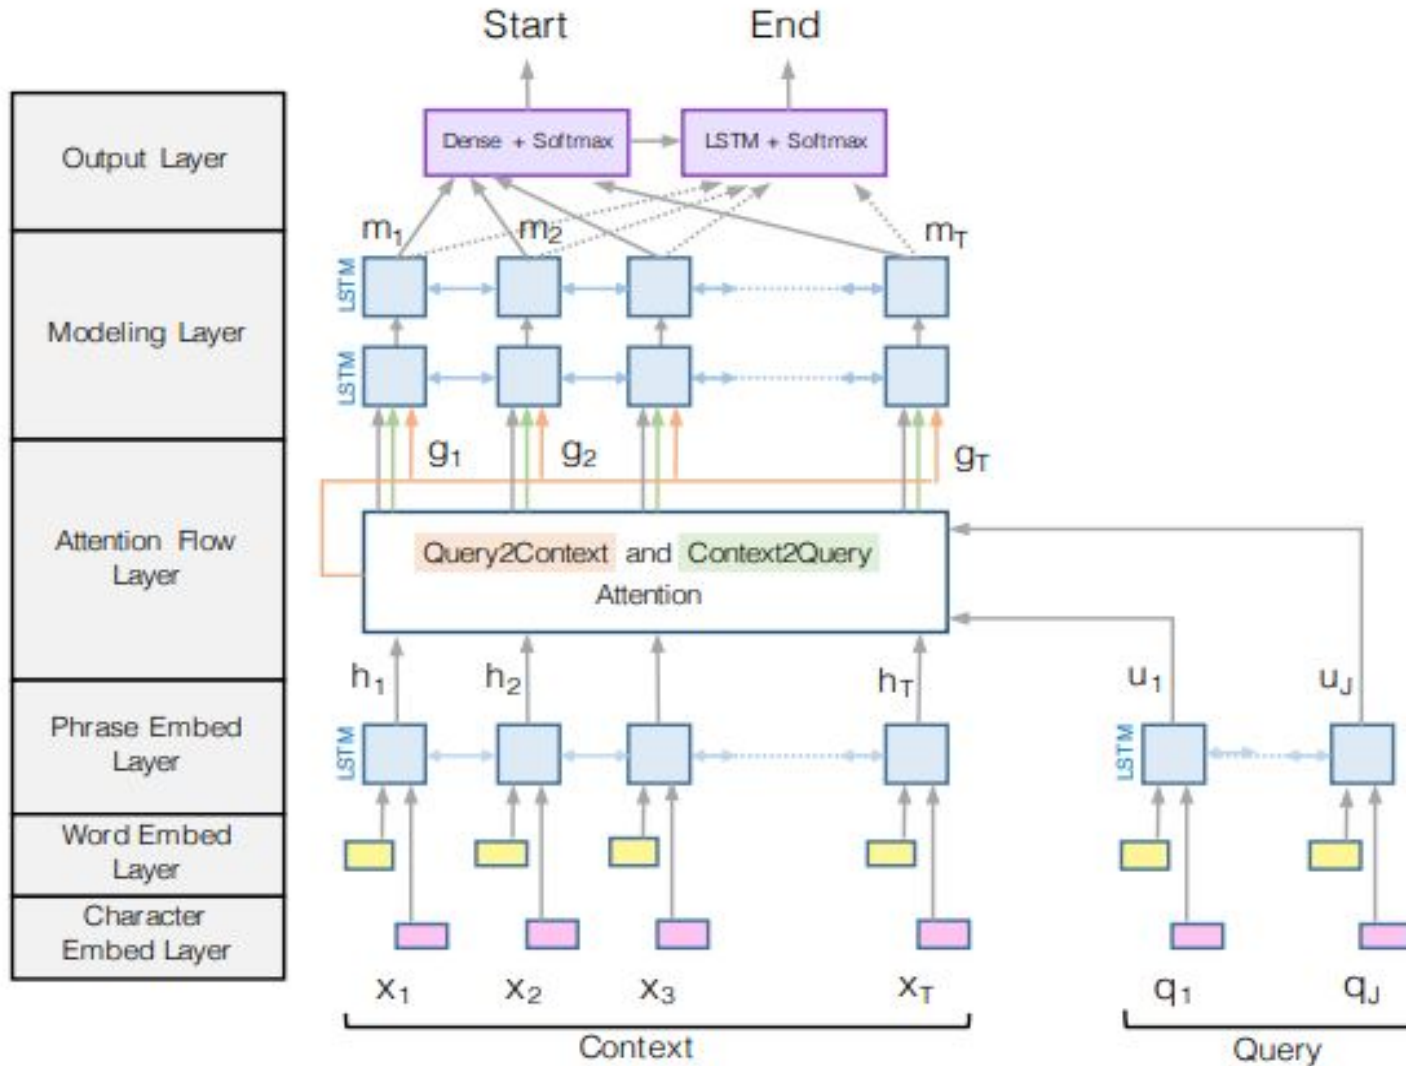 Start End
Output Layer
Dense + Softmax
LSTM + Softmax
m1 m2 mT
LSTM
Modeling Layer
LSTM
g1 g2 gT
Attention Flow
Layer
Query2Context and Context2Query
Attention
h1 h2 hT u1 uJ
Phrase Embed
Layer
LSTM
LSTM
Word Embed
Layer
Character
Embed Layer
x1 x2 x3 xT q1 qJ
Context
Query